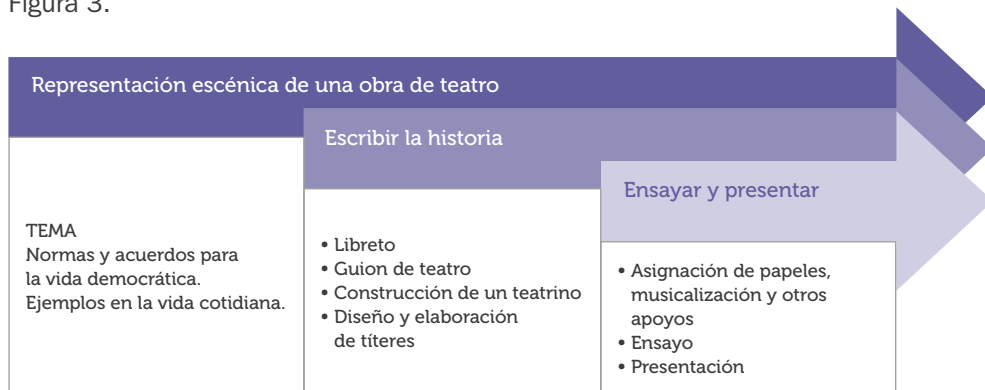 Figura 3.
Representación escénica de una obra de teatro
Escribir la historia
Ensayar y presentar
TEMA
Normas y acuerdos para
la vida democrática.
Ejemplos en la vida cotidiana.
• Libreto
• Guion de teatro
• Construcción de un teatrino
• Diseño y elaboración
de títeres
• Asignación de papeles,
musicalización y otros
apoyos
• Ensayo
• Presentación